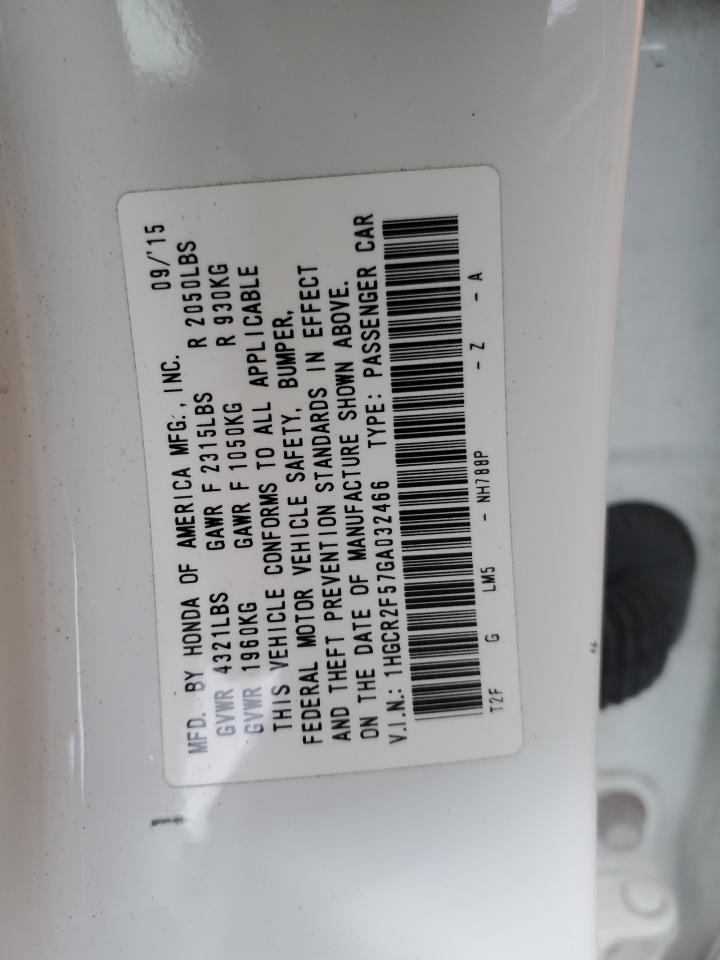 MFD. BY HONDA OF AMERICA MFG., INC. 09/'15
GVWR 4321LBS GAWR F 2315LBS R 2050LBS
GVWR 1960KG GAWR F 1050KG R 930KG
THIS VEHICLE CONFORMS TO ALL APPLICABLE
FEDERAL MOTOR VEHICLE SAFETY, BUMPER,
AND THEFT PREVENTION STANDARDS IN EFFECT
ON THE DATE OF MANUFACTURE SHOWN ABOVE.
V.I.N.: 1HGCR2F57GA032466 TYPE: PASSENGER CAR
T2F G LM5 - NH788P - Z - A